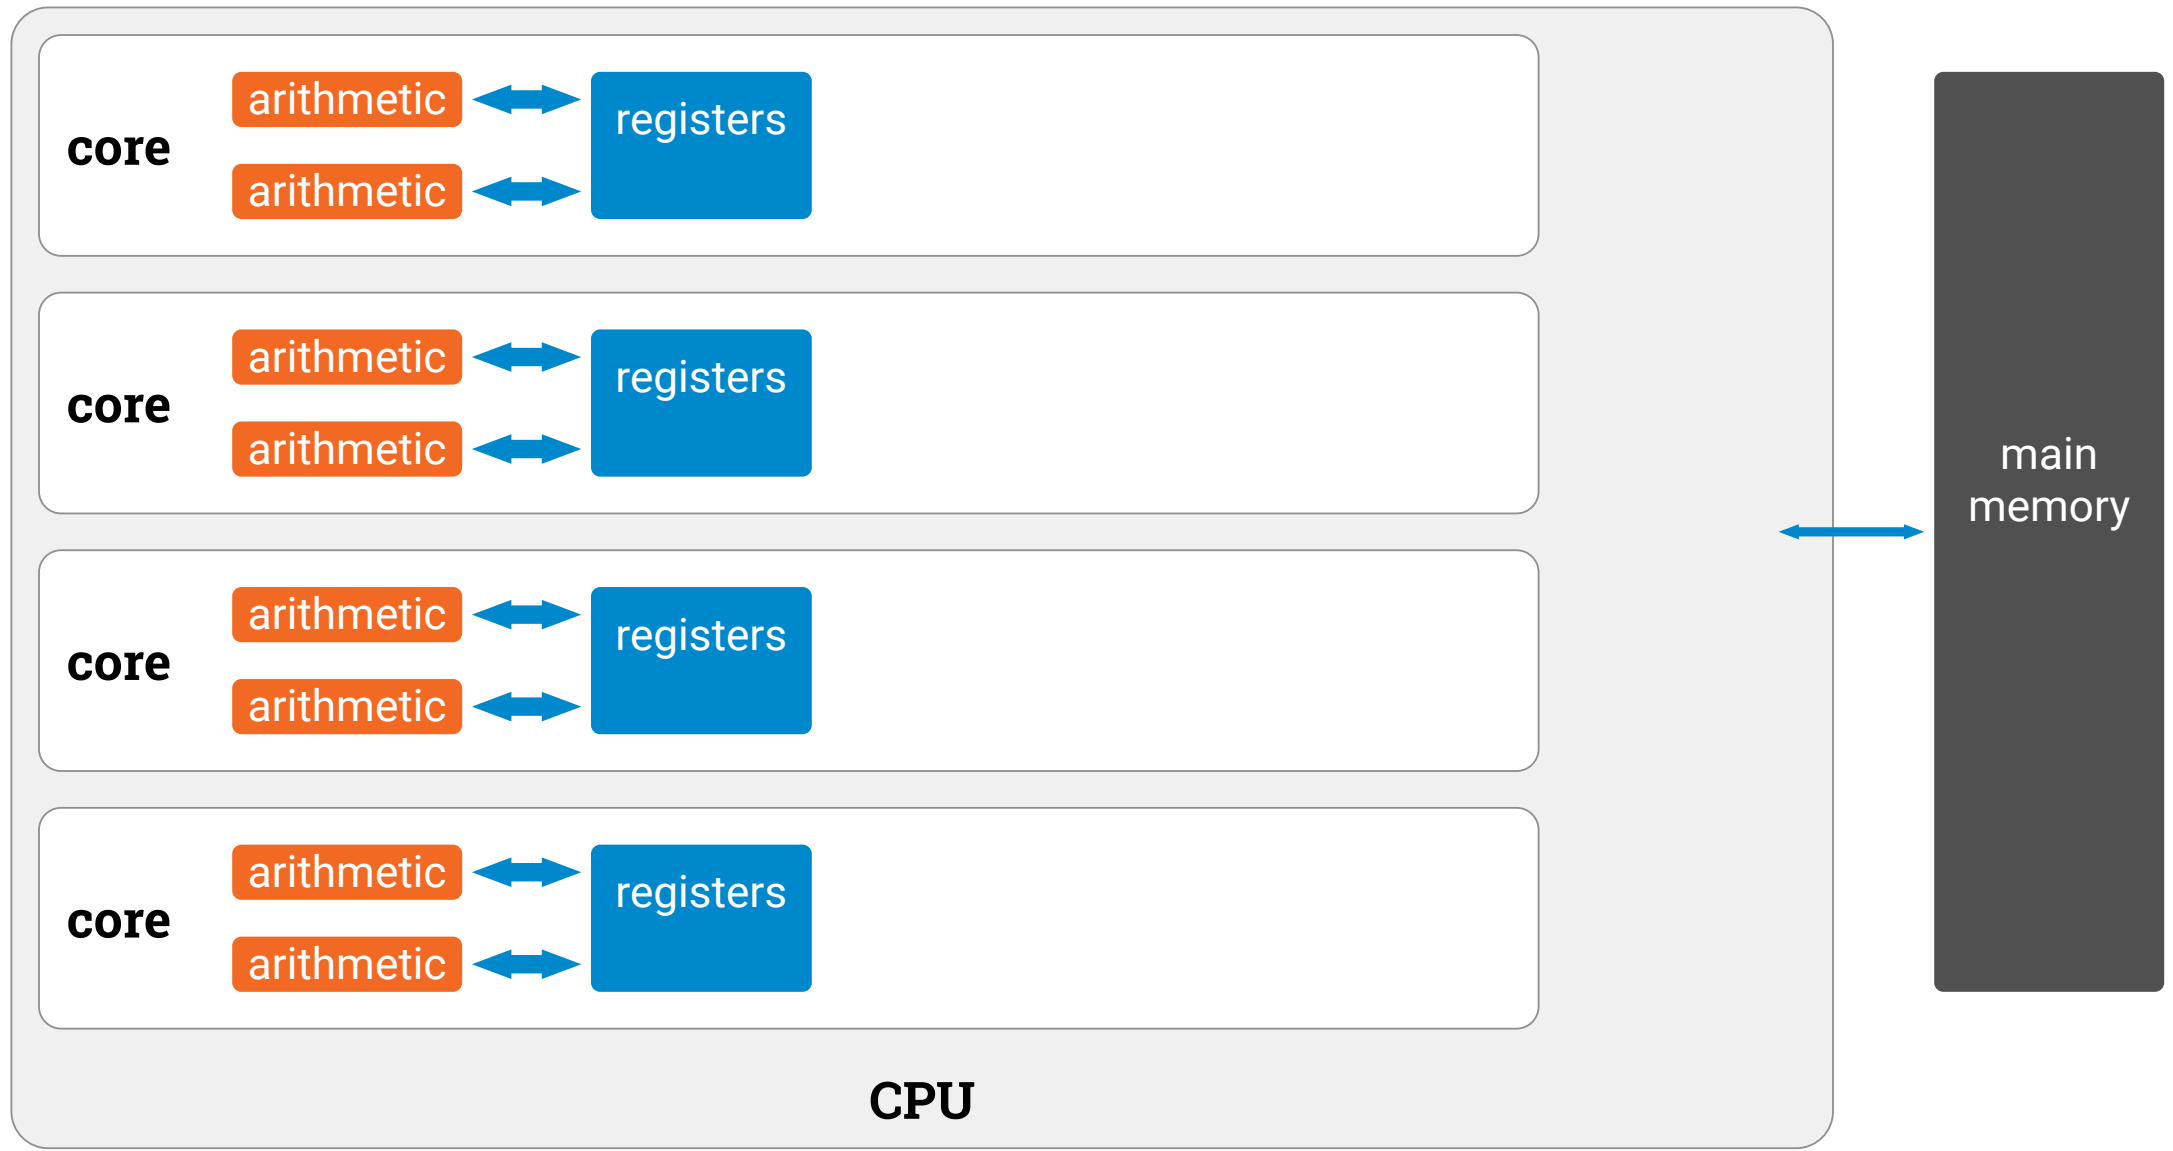 core
arithmetic
arithmetic
registers
core
arithmetic
arithmetic
registers
core
arithmetic
arithmetic
registers
core
arithmetic
arithmetic
registers
CPU
main
memory